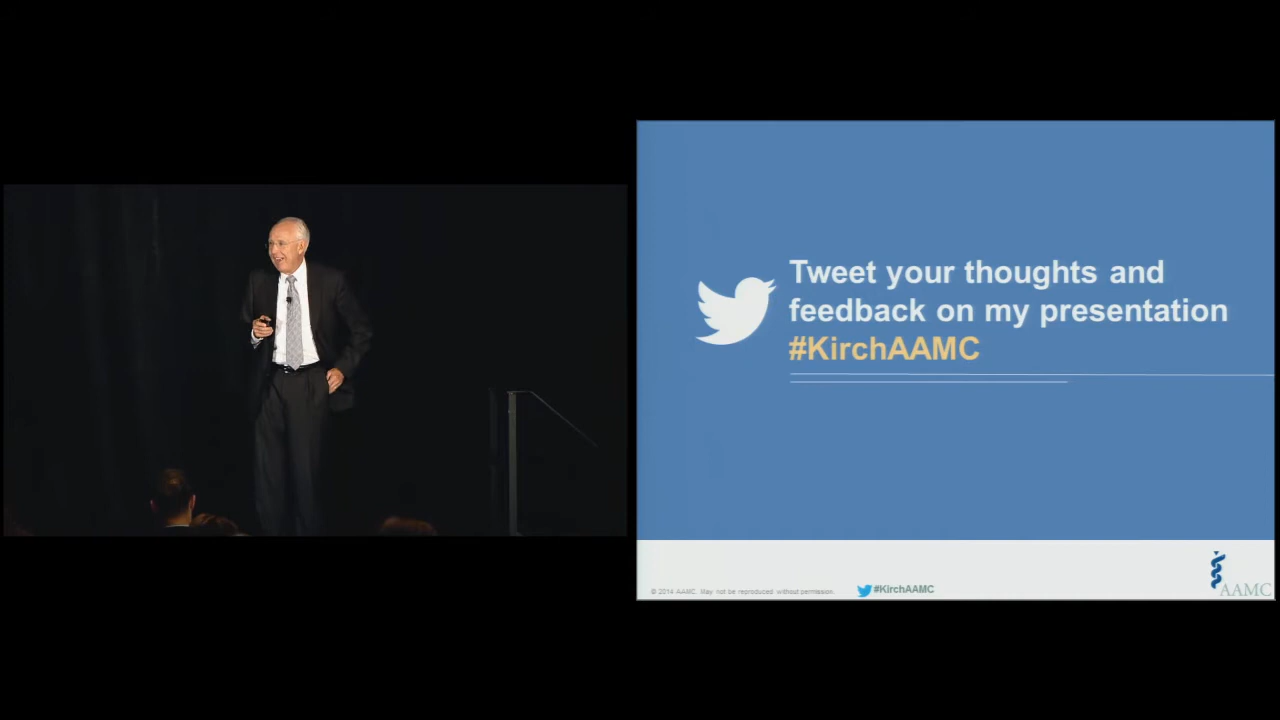 Tweet your thoughts and
feedback on my presentation
#KirchAAMC
© 2014 AAMC. May not be reproduced without permission.
#KirchAAMC
AAMC